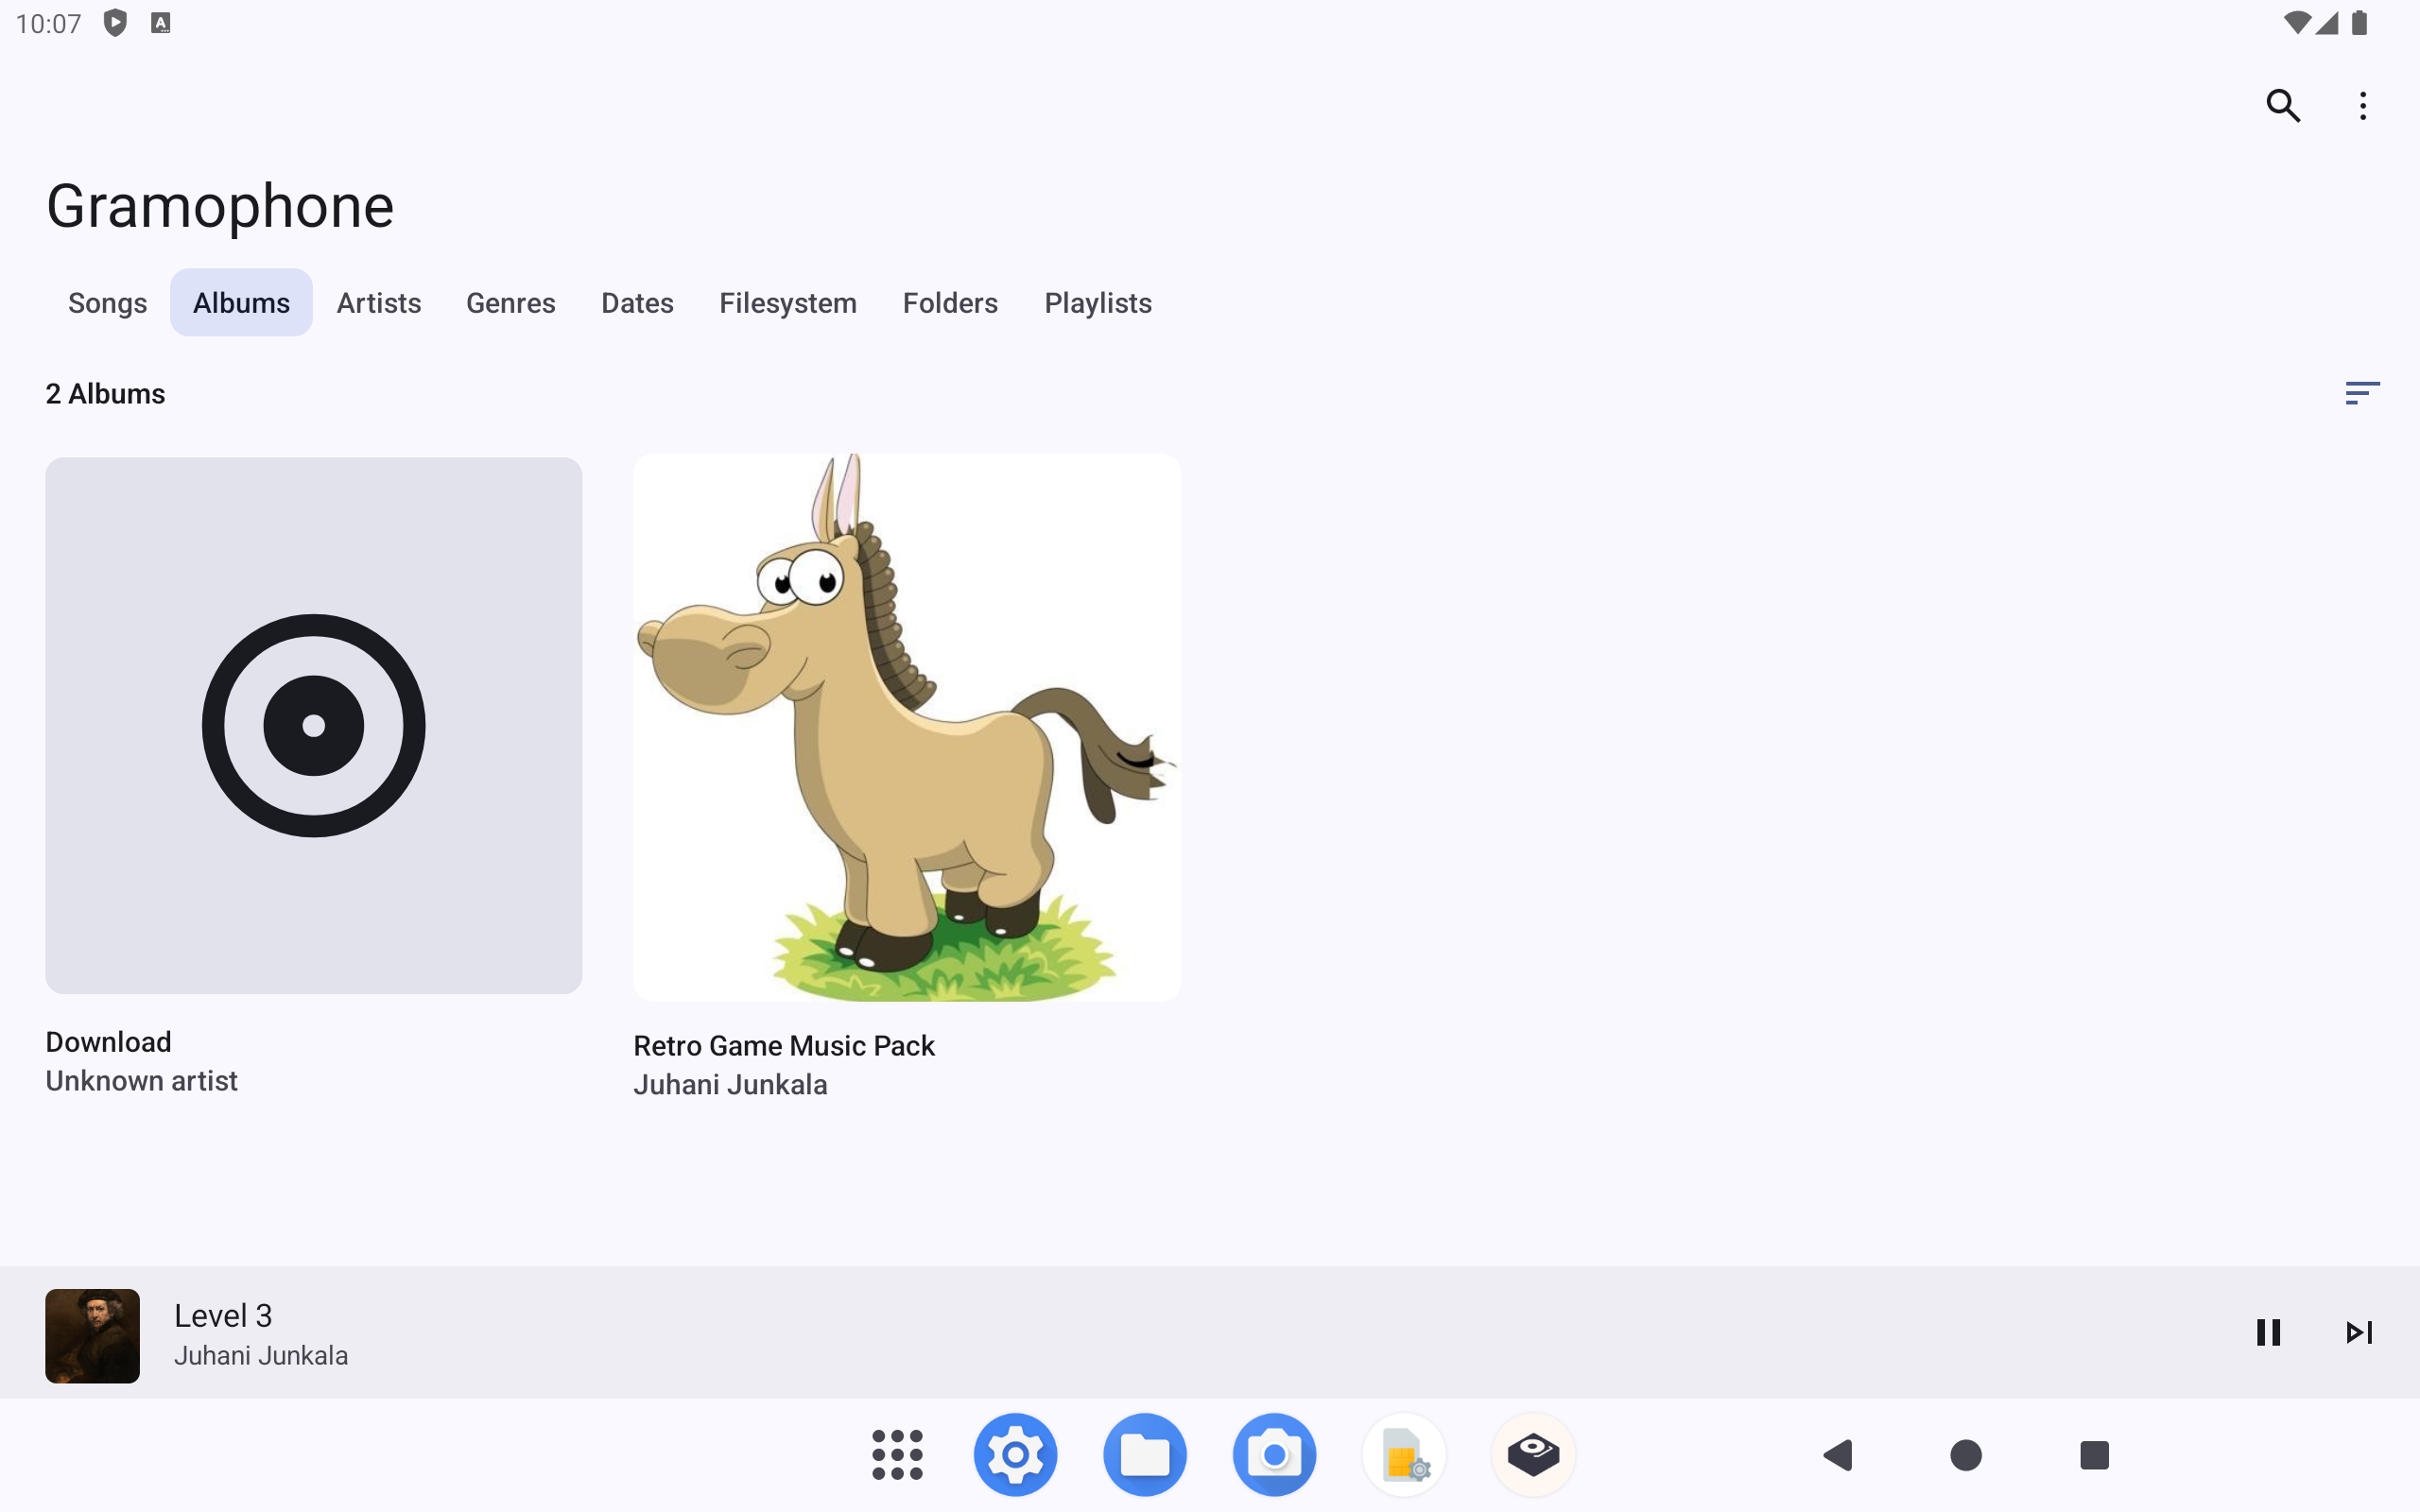 10:07
Gramophone
Songs Albums Artists Genres Dates Filesystem Folders Playlists
2 Albums
Download
Unknown artist
Retro Game Music Pack
Juhani Junkala
Level 3
Juhani Junkala